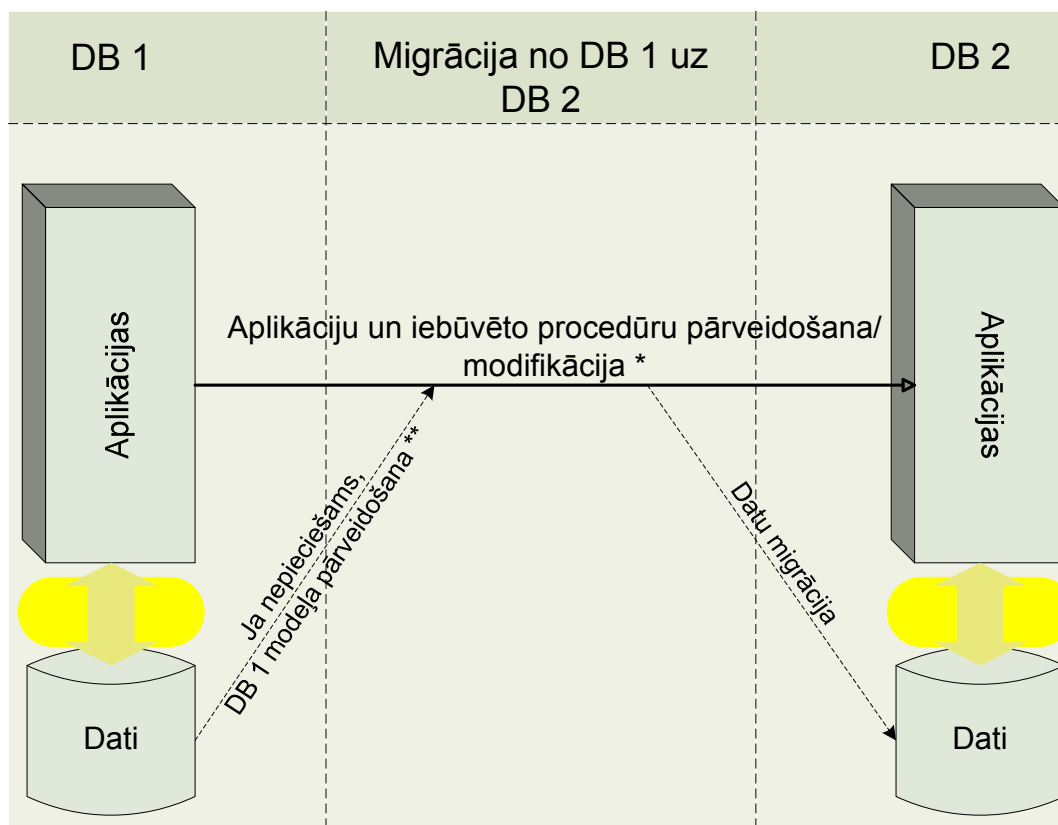 DB 1
Migrācija no DB 1 uz
DB 2
DB 2
Aplikācijas
Aplikāciju un iebūvēto procedūru pārveidošana/
modifikācija *
Aplikācijas
Ja nepieciešams,
DB 1 modeļa pārveidošana **
Datu migrācija
Dati
Dati